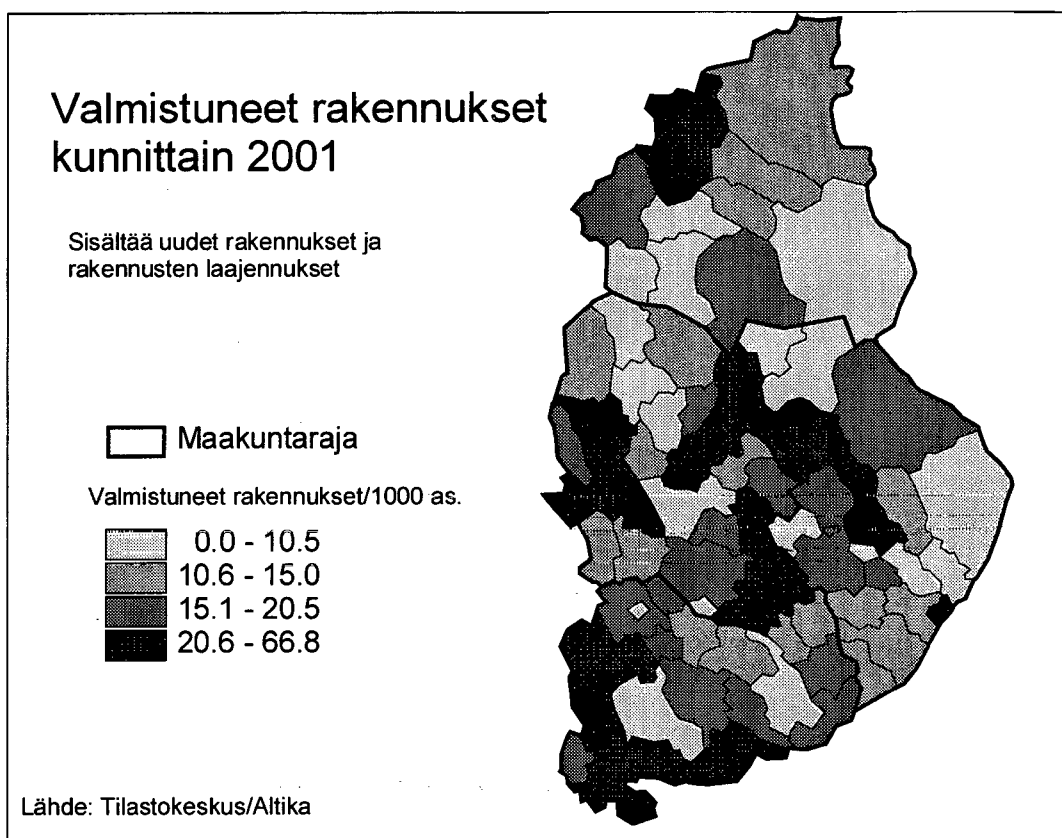 Valmistuneet rakennukset
kunnittain 2001
Sisältää uudet rakennukset ja
rakennusten laajennukset
Maakuntaraja
Valmistuneet rakennukset/1000 as.
0.0 - 10.5
10.6 - 15.0
15.1 - 20.5
20.6 - 66.8
Lähde: Tilastokeskus/Altika